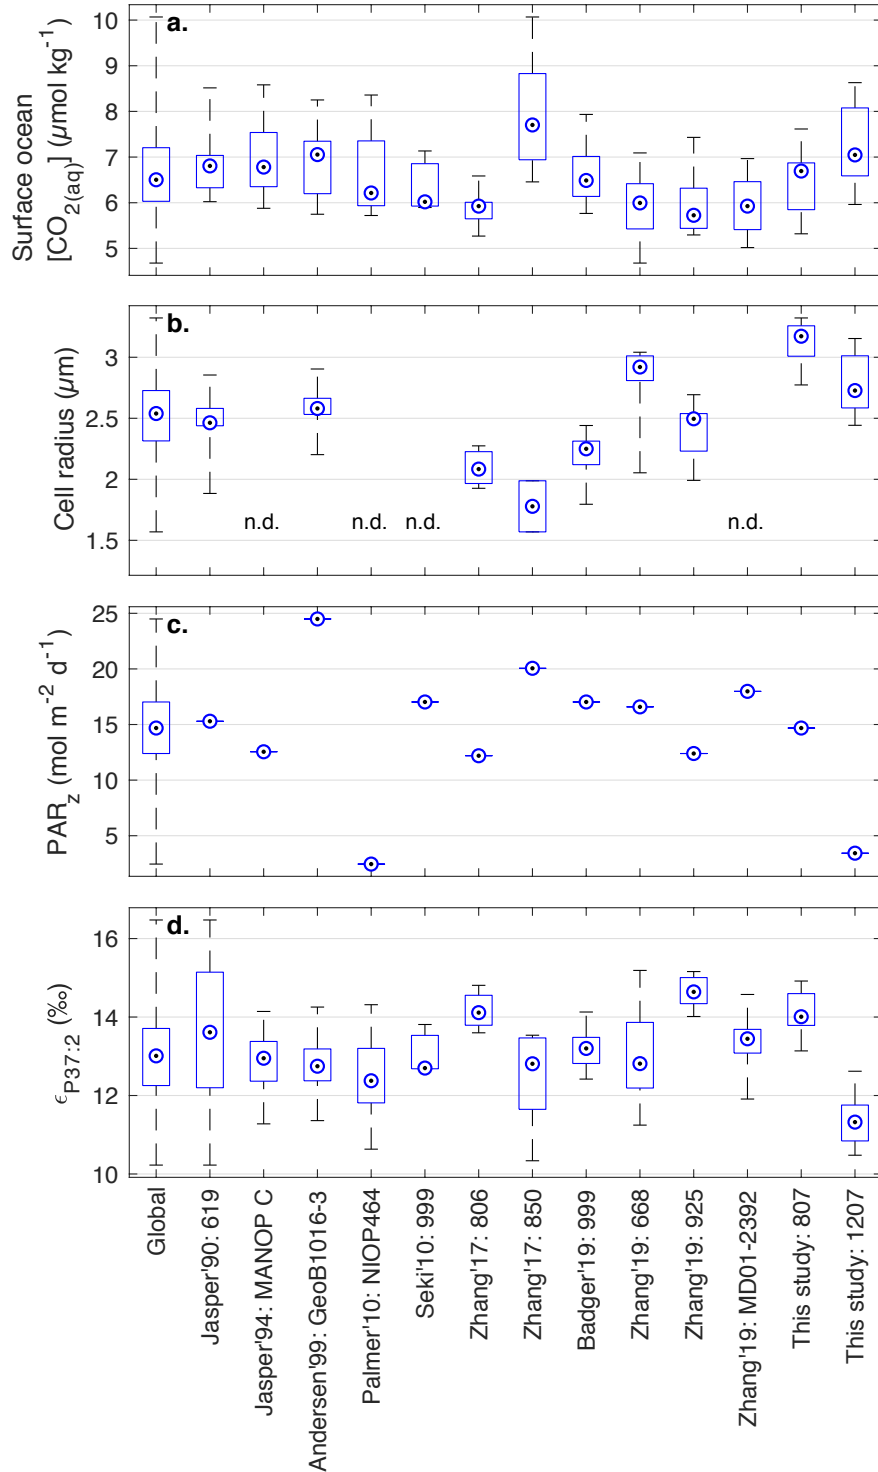 a.
Surface ocean
[CO2(aq)] (μmol kg-1)
10
9
8
7
6
5
b.
Cell radius (μm)
3
2.5
2
1.5
n.d.
n.d.
n.d.
n.d.
c.
PARz (mol m-2 d-1)
25
20
15
10
5
d.
ϵP37:2 (‰)
16
14
12
10
Global
Jasper'90: 619
Jasper'94: MANOP C
Andersen'99: GeoB1016-3
Palmer'10: NIOP464
Seki'10: 999
Zhang'17: 806
Zhang'17: 850
Badger'19: 999
Zhang'19: 668
Zhang'19: 925
Zhang'19: MD01-2392
This study: 807
This study: 1207